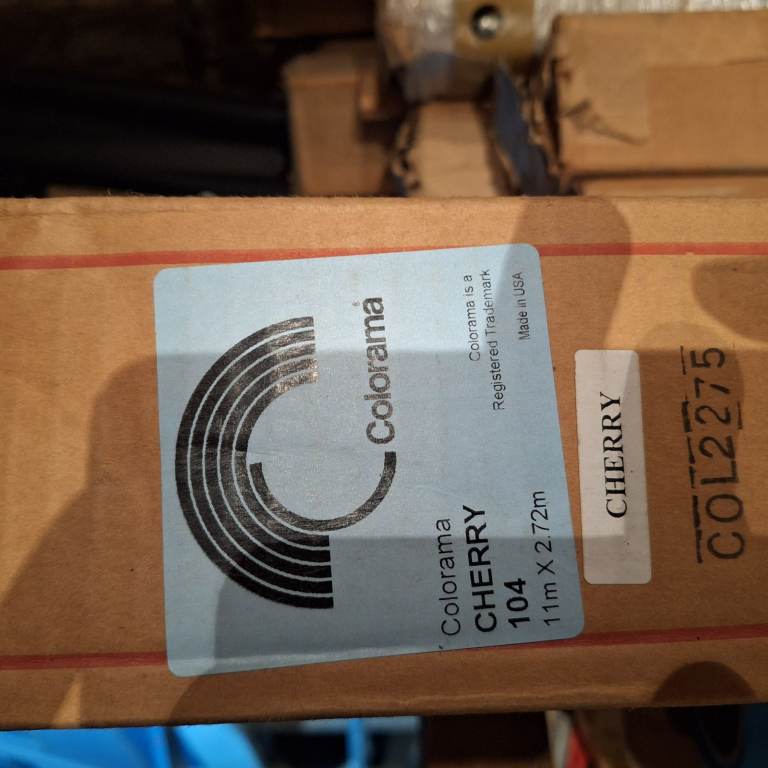 Colorama
Colorama is a
Registered Trademark
Made in USA
Colorama
CHERRY
104
11m X 2.72m
CHERRY
COL2275